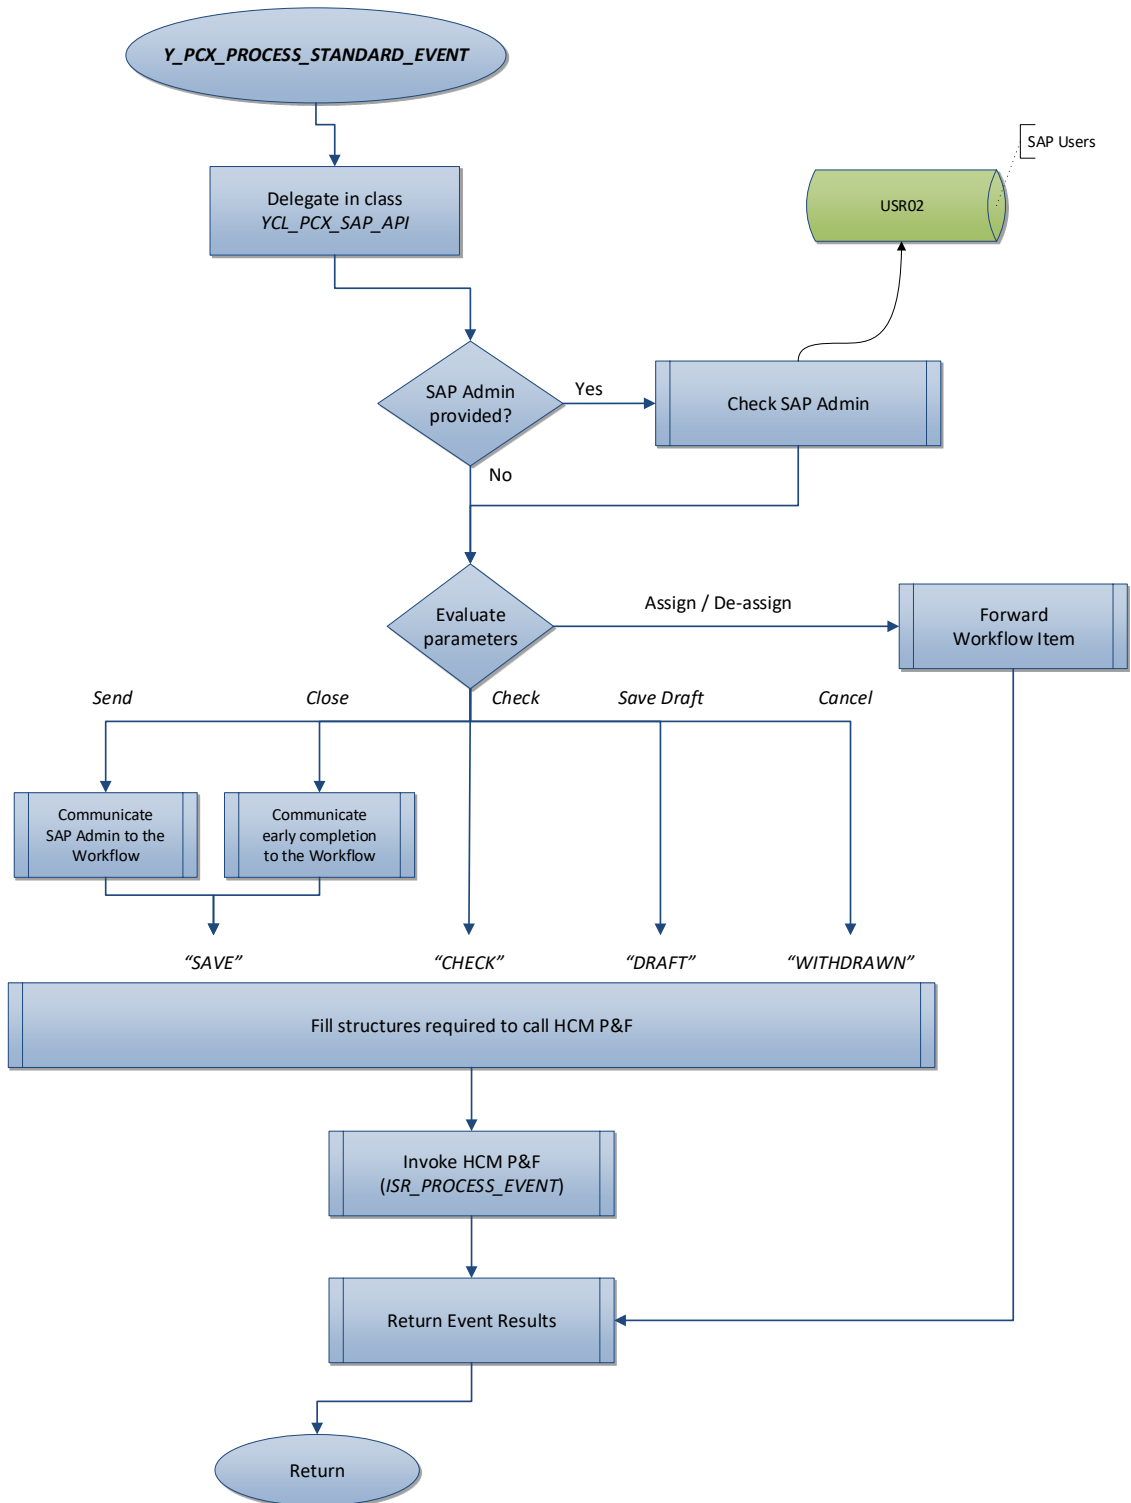 Y_PCX_PROCESS_STANDARD_EVENT
Delegate in class
YCL_PCX_SAP_API
SAP Users
USR02
SAP Admin
provided?
Yes
Check SAP Admin
No
Evaluate
parameters
Assign / De-assign
Forward
Workflow Item
Send
Close
Check
Save Draft
Cancel
Communicate
SAP Admin to the
Workflow
Communicate
early completion
to the Workflow
“SAVE”
“CHECK”
“DRAFT”
“WITHDRAWN”
Fill structures required to call HCM P&F
Invoke HCM P&F
(ISR_PROCESS_EVENT)
Return Event Results
Return